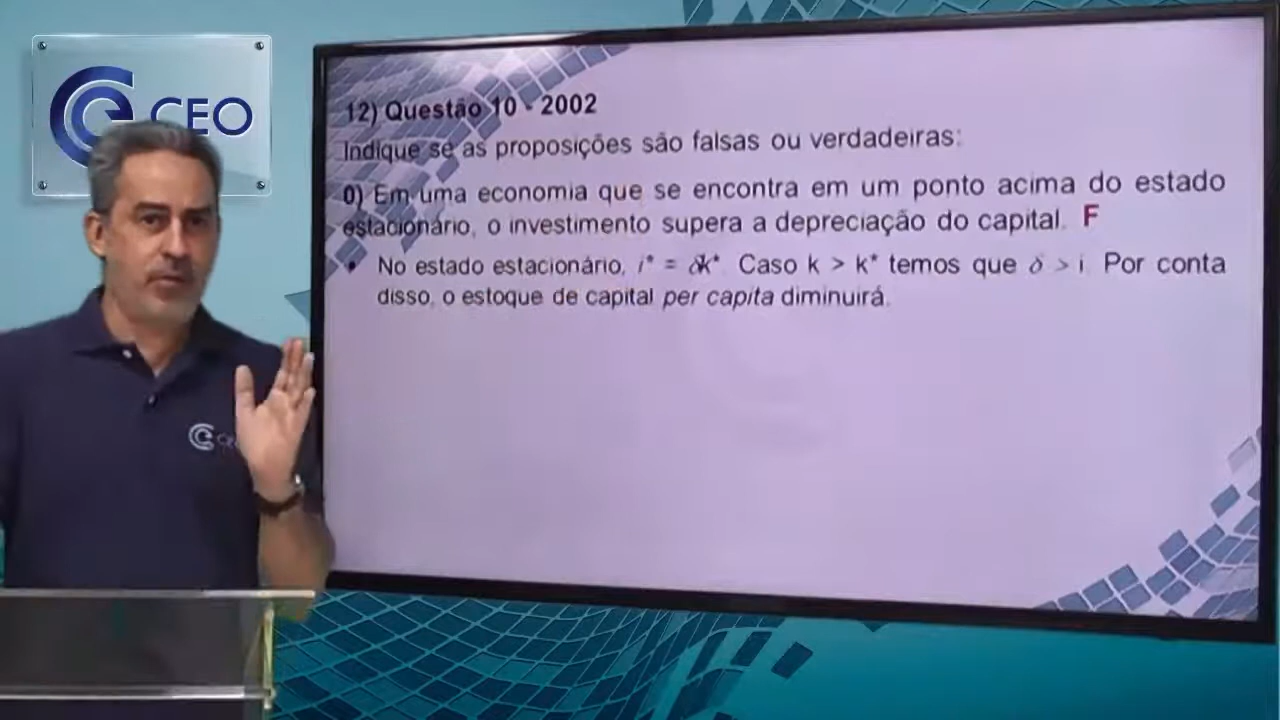 CEO
12) Questão 10 - 2002
Indique se as proposições são falsas ou verdadeiras:
0) Em uma economia que se encontra em um ponto acima do estado
estacionário, o investimento supera a depreciação do capital. F
• No estado estacionário, i* = δk*. Caso k > k* temos que δ > i. Por conta
disso, o estoque de capital per capita diminuirá.